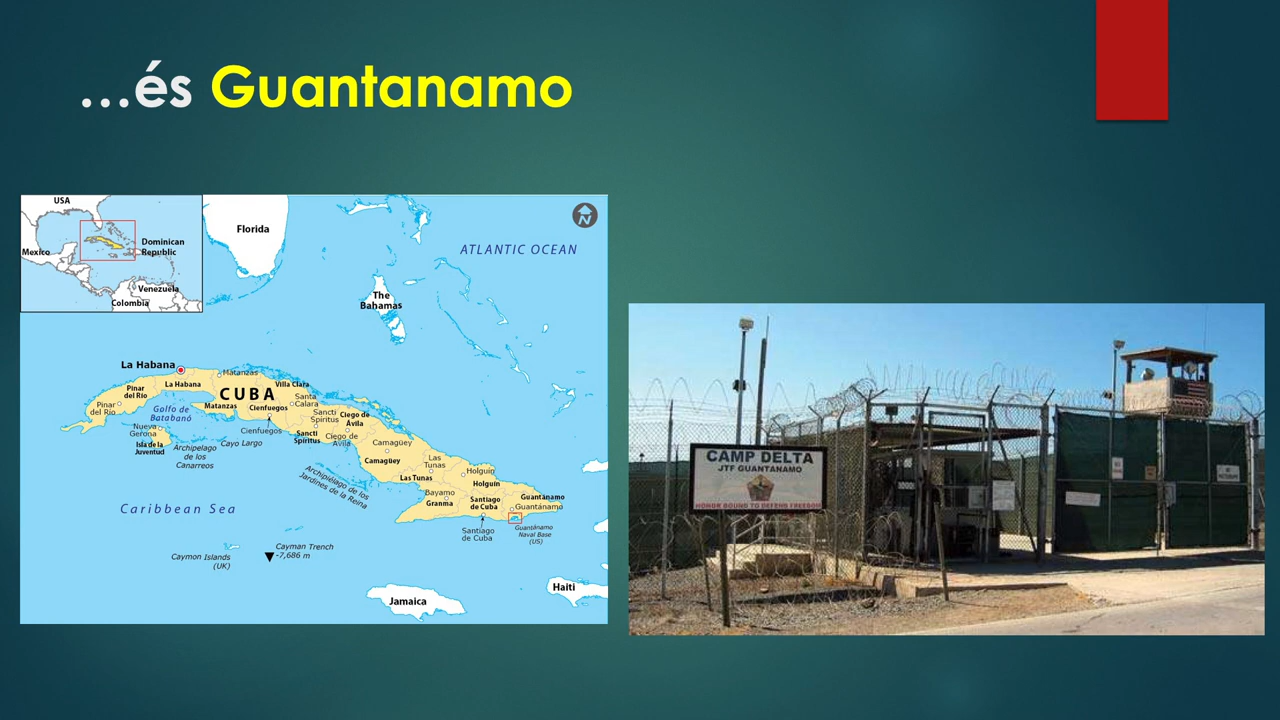 ...és Guantanamo
USA
Mexico
Dominican
Republic
Venezuela
Colombia
Florida
N
ATLANTIC OCEAN
The
Bahamas
La Habana
Matanzas
CUBA
Villa Clara
Pinar
del Río
La Habana
Santa
Clara
Pinar
del Río
Golfo de
Batabanó
Matanzas
Cienfuegos
Sancti
Spíritus
Ciego de
Ávila
Nueva
Gerona
Cienfuegos
Sancti
Spíritus
Ciego de
Ávila
Isla de la
Juventud
Archipelago
de los
Canarreos
Cayo Largo
Camagüey
Camagüey
Archipiélago de los
Jardines de la Reina
Las
Tunas
Las Tunas
Holguín
Holguín
Bayamo
Granma
Santiago
de Cuba
Guantánamo
Guantánamo
Santiago
de Cuba
Guantánamo
Naval Base
(US)
Caribbean Sea
Caymon Islands
(UK)
Cayman Trench
-7,686 m
Jamaica
Haiti
CAMP DELTA
JTF GUANTANAMO
HONOR BOUND TO DEFEND FREEDOM